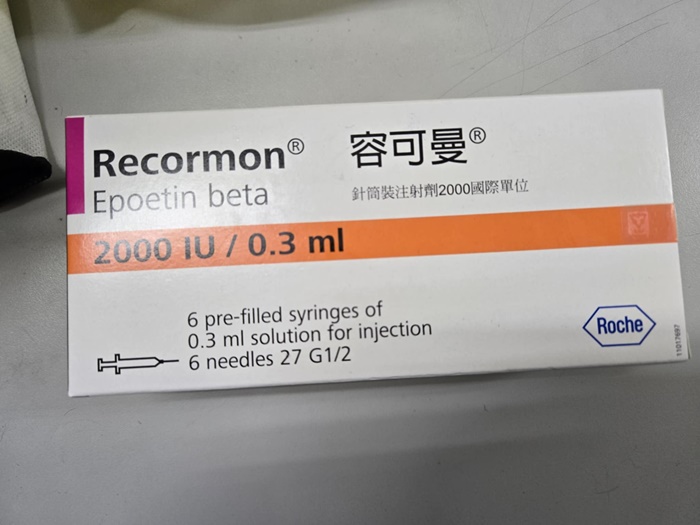 Recormon® 容可曼®
Epoetin beta 針筒裝注射劑2000國際單位
2000 IU / 0.3 ml
6 pre-filled syringes of
0.3 ml solution for injection
6 needles 27 G1/2
Roche
11017697